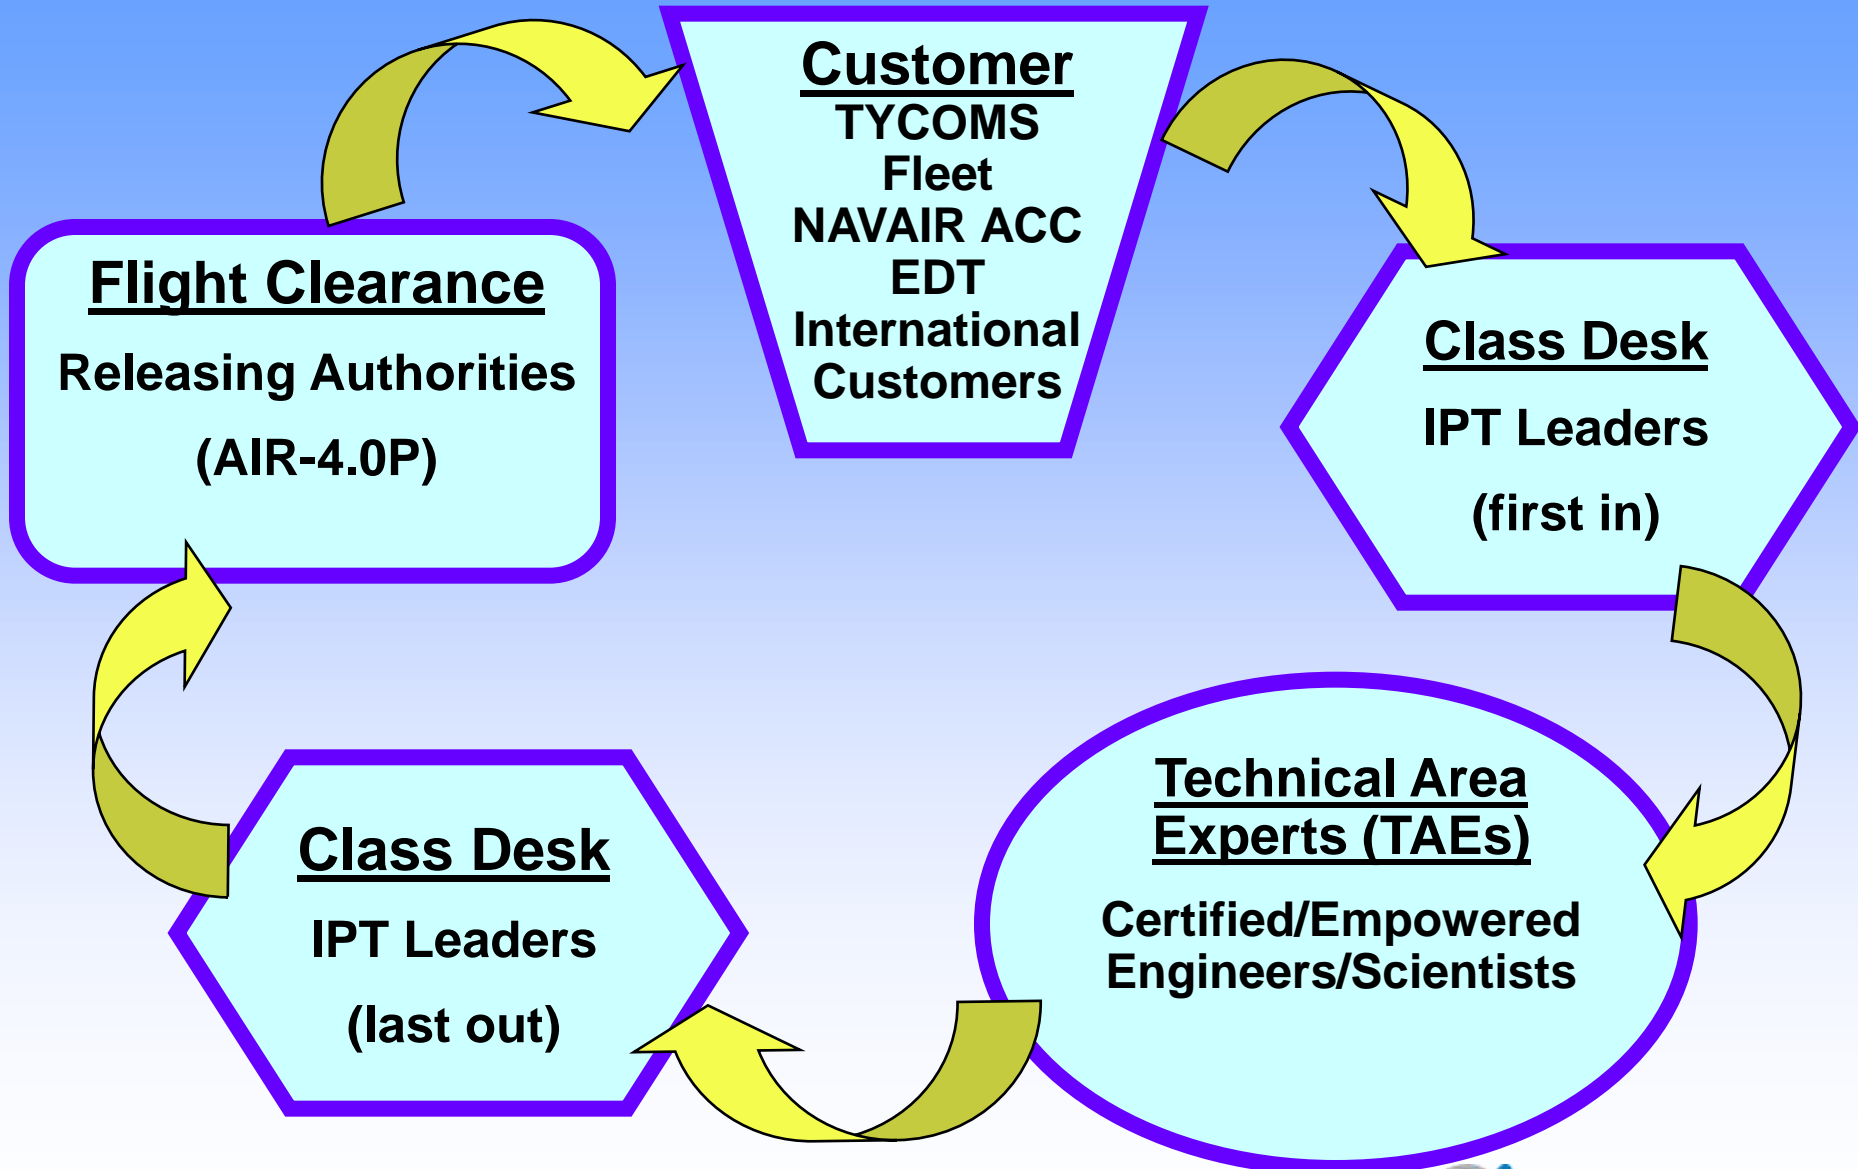 Customer
TYCOMS
Fleet
NAVAIR ACC
EDT
International
Customers
Flight Clearance
Releasing Authorities
(AIR-4.0P)
Class Desk
IPT Leaders
(first in)
Technical Area
Experts (TAEs)
Certified/Empowered
Engineers/Scientists
Class Desk
IPT Leaders
(last out)